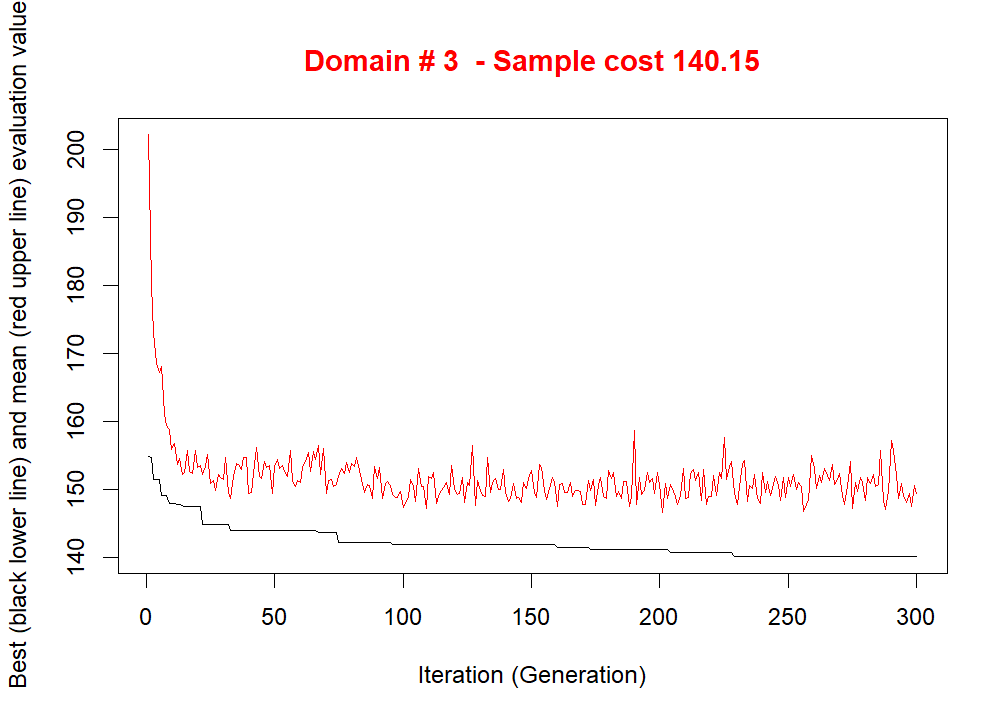 Domain # 3  - Sample cost 140.15
Best (black lower line) and mean (red upper line) evaluation value
200
190
180
170
160
150
140
0 50 100 150 200 250 300
Iteration (Generation)